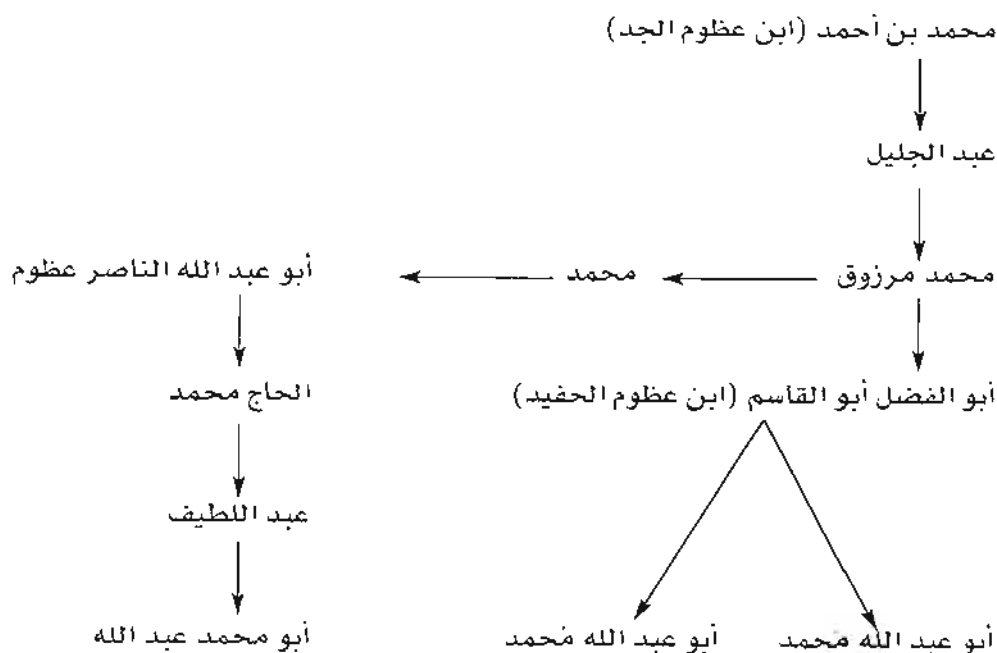 محمد بن أحمد (ابن عظوم الجد)
عبد الجليل
محمد مرزوق محمد أبو عبد الله الناصر عظوم
أبو الفضل أبو القاسم (ابن عظوم الحفيد) الحاج محمد
عبد اللطيف
أبو عبد الله محمد أبو عبد الله مُحمد أبو محمد عبد الله